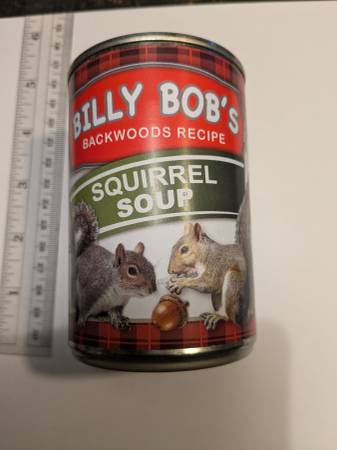 BILLY BOB'S
BACKWOODS RECIPE
SQUIRREL
SOUP